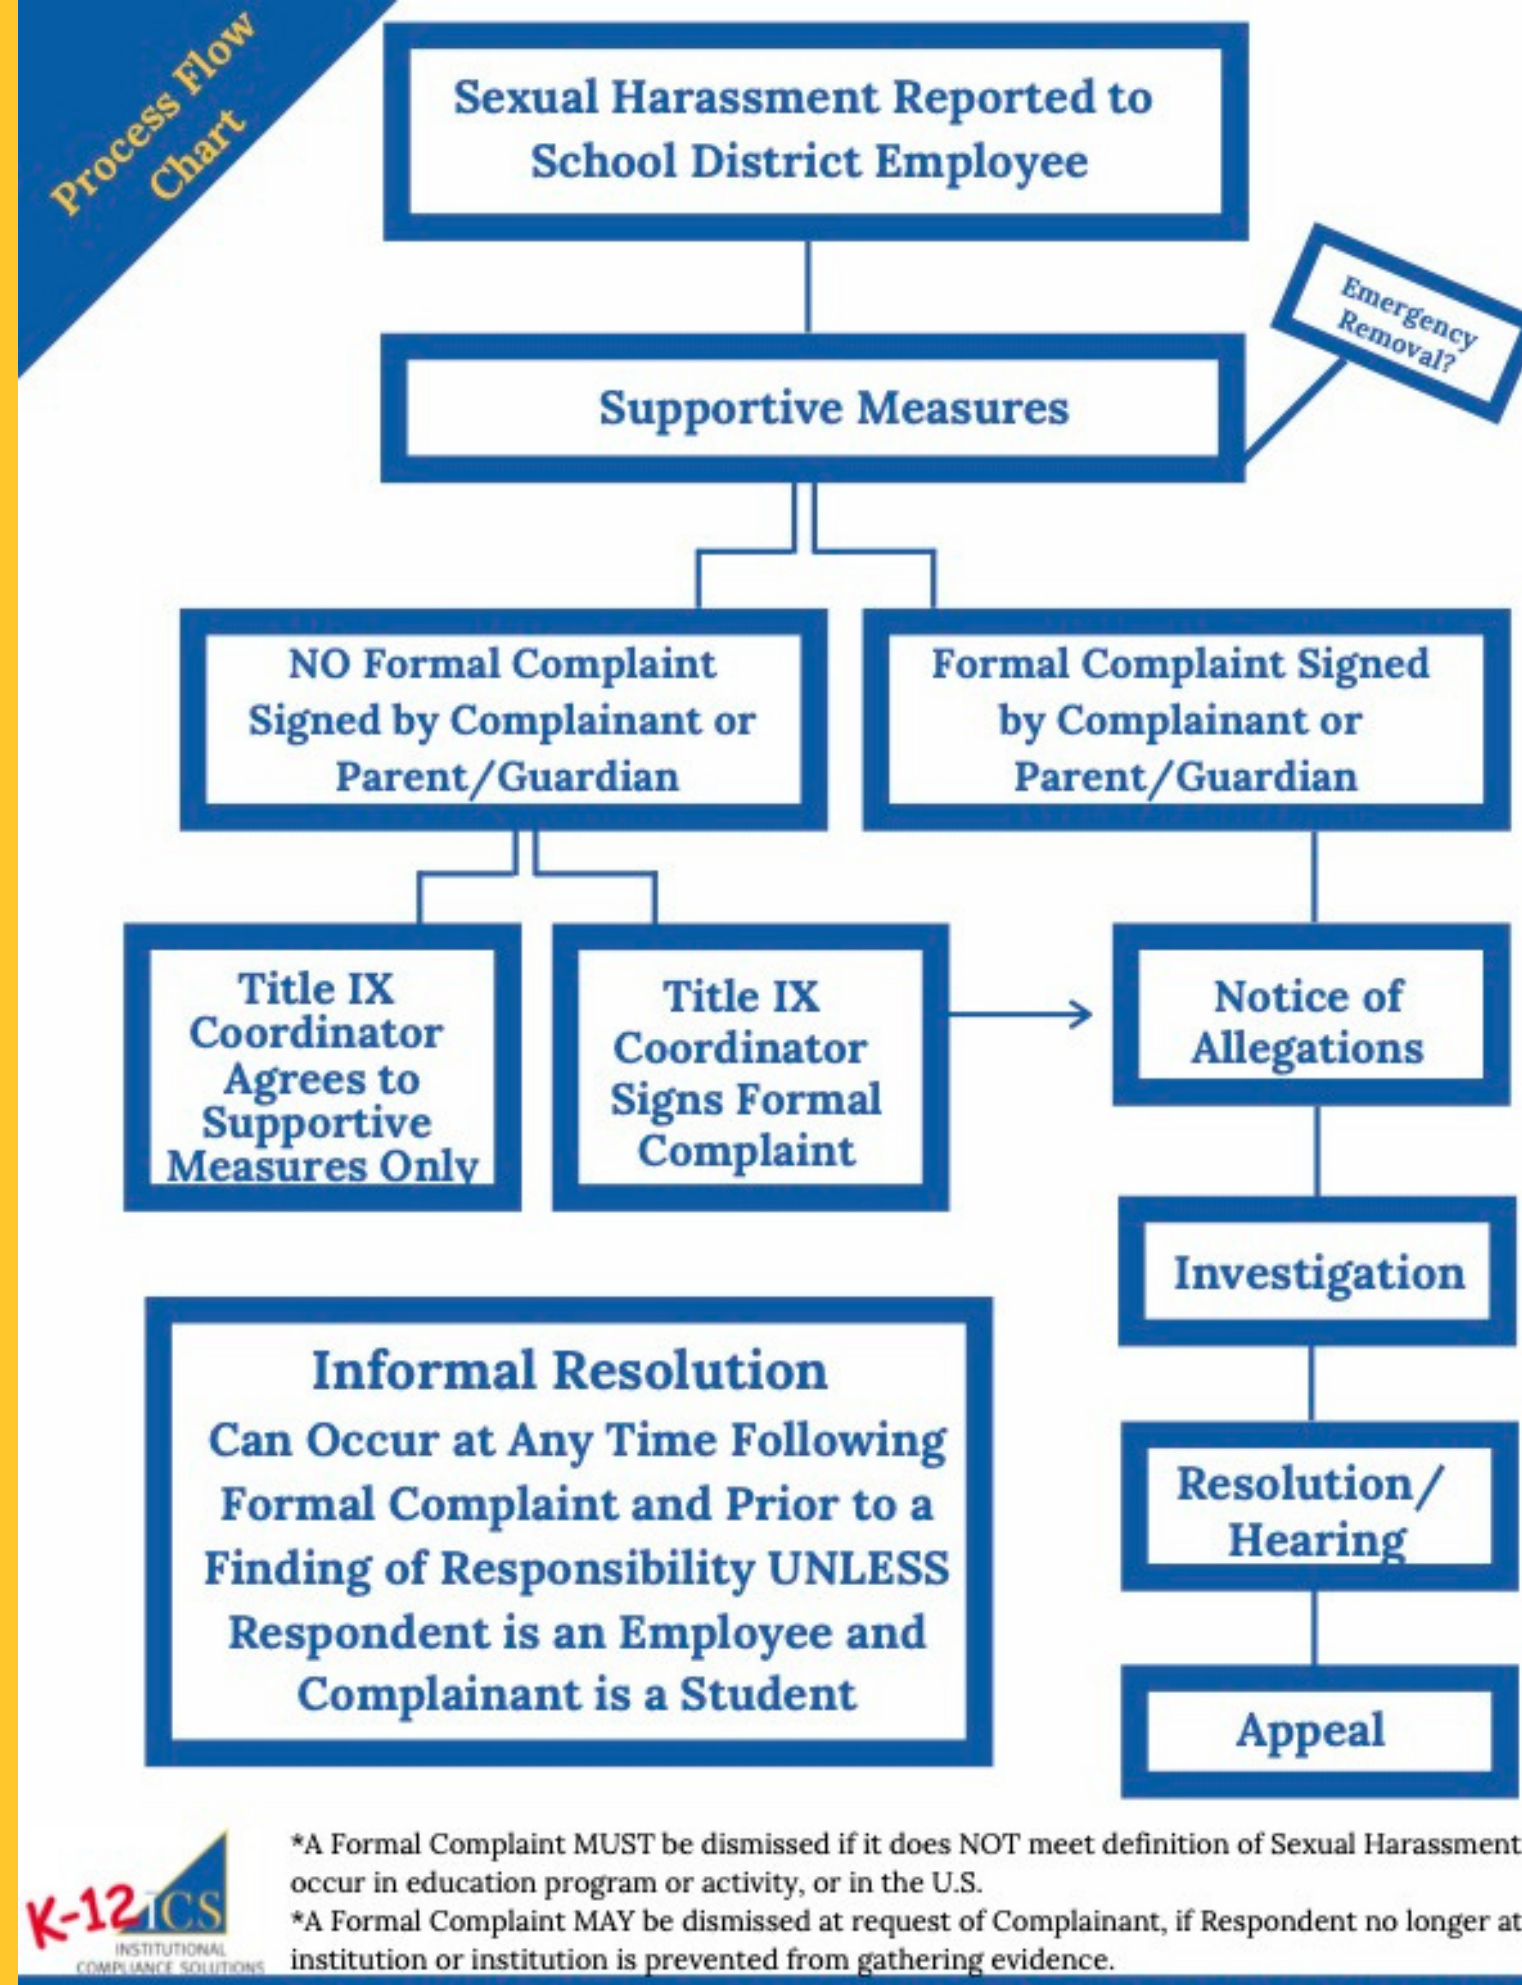 Process Flow
Chart
Sexual Harassment Reported to
School District Employee
Emergency
Removal?
Supportive Measures
NO Formal Complaint
Signed by Complainant or
Parent/Guardian
Formal Complaint Signed
by Complainant or
Parent/Guardian
Title IX
Coordinator
Agrees to
Supportive
Measures Only
Title IX
Coordinator
Signs Formal
Complaint
Notice of
Allegations
Investigation
Resolution/
Hearing
Appeal
Informal Resolution
Can Occur at Any Time Following
Formal Complaint and Prior to a
Finding of Responsibility UNLESS
Respondent is an Employee and
Complainant is a Student
K-12 ICS
INSTITUTIONAL
COMPLIANCE SOLUTIONS
*A Formal Complaint MUST be dismissed if it does NOT meet definition of Sexual Harassment
occur in education program or activity, or in the U.S.
*A Formal Complaint MAY be dismissed at request of Complainant, if Respondent no longer at
institution or institution is prevented from gathering evidence.